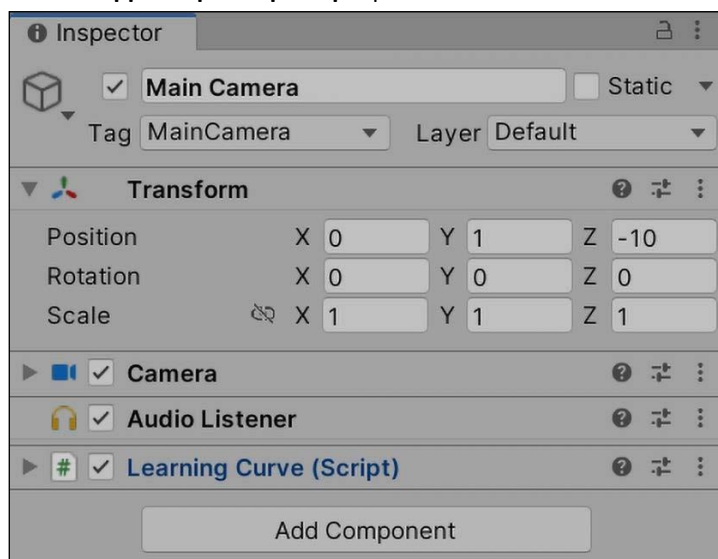 Inspector
Main Camera Static
Tag MainCamera Layer Default
Transform
Position X 0 Y 1 Z -10
Rotation X 0 Y 0 Z 0
Scale X 1 Y 1 Z 1
Camera
Audio Listener
# Learning Curve (Script)
Add Component